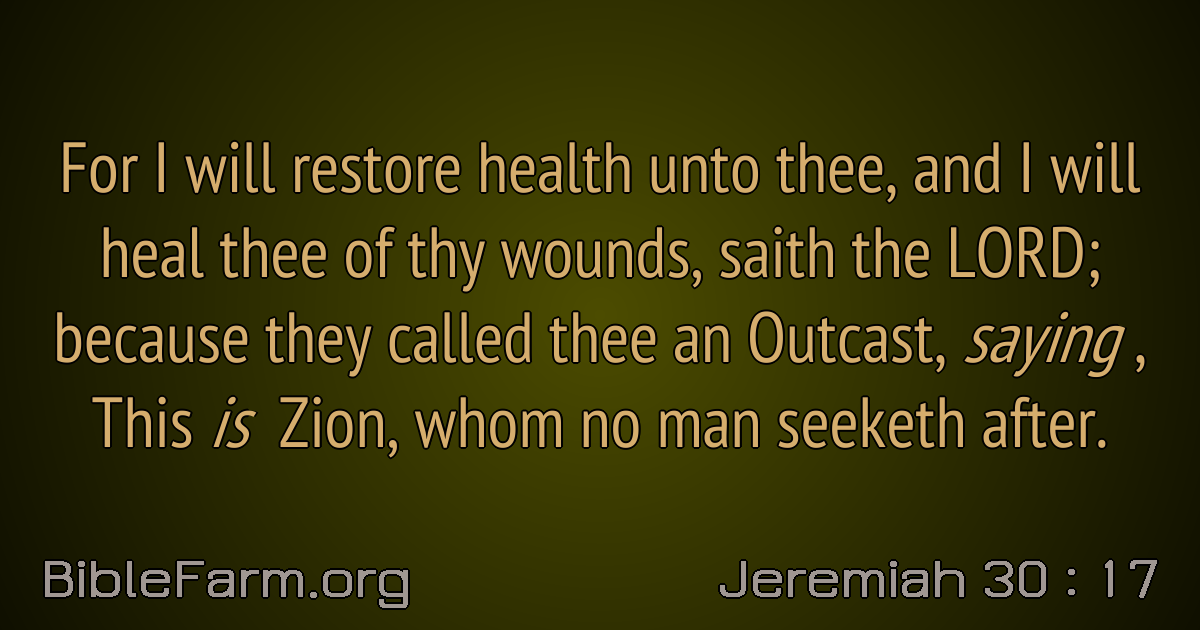 For I will restore health unto thee, and I will
heal thee of thy wounds, saith the LORD;
because they called thee an Outcast, saying ,
This is Zion, whom no man seeketh after.
BibleFarm.org
Jeremiah 30 : 17